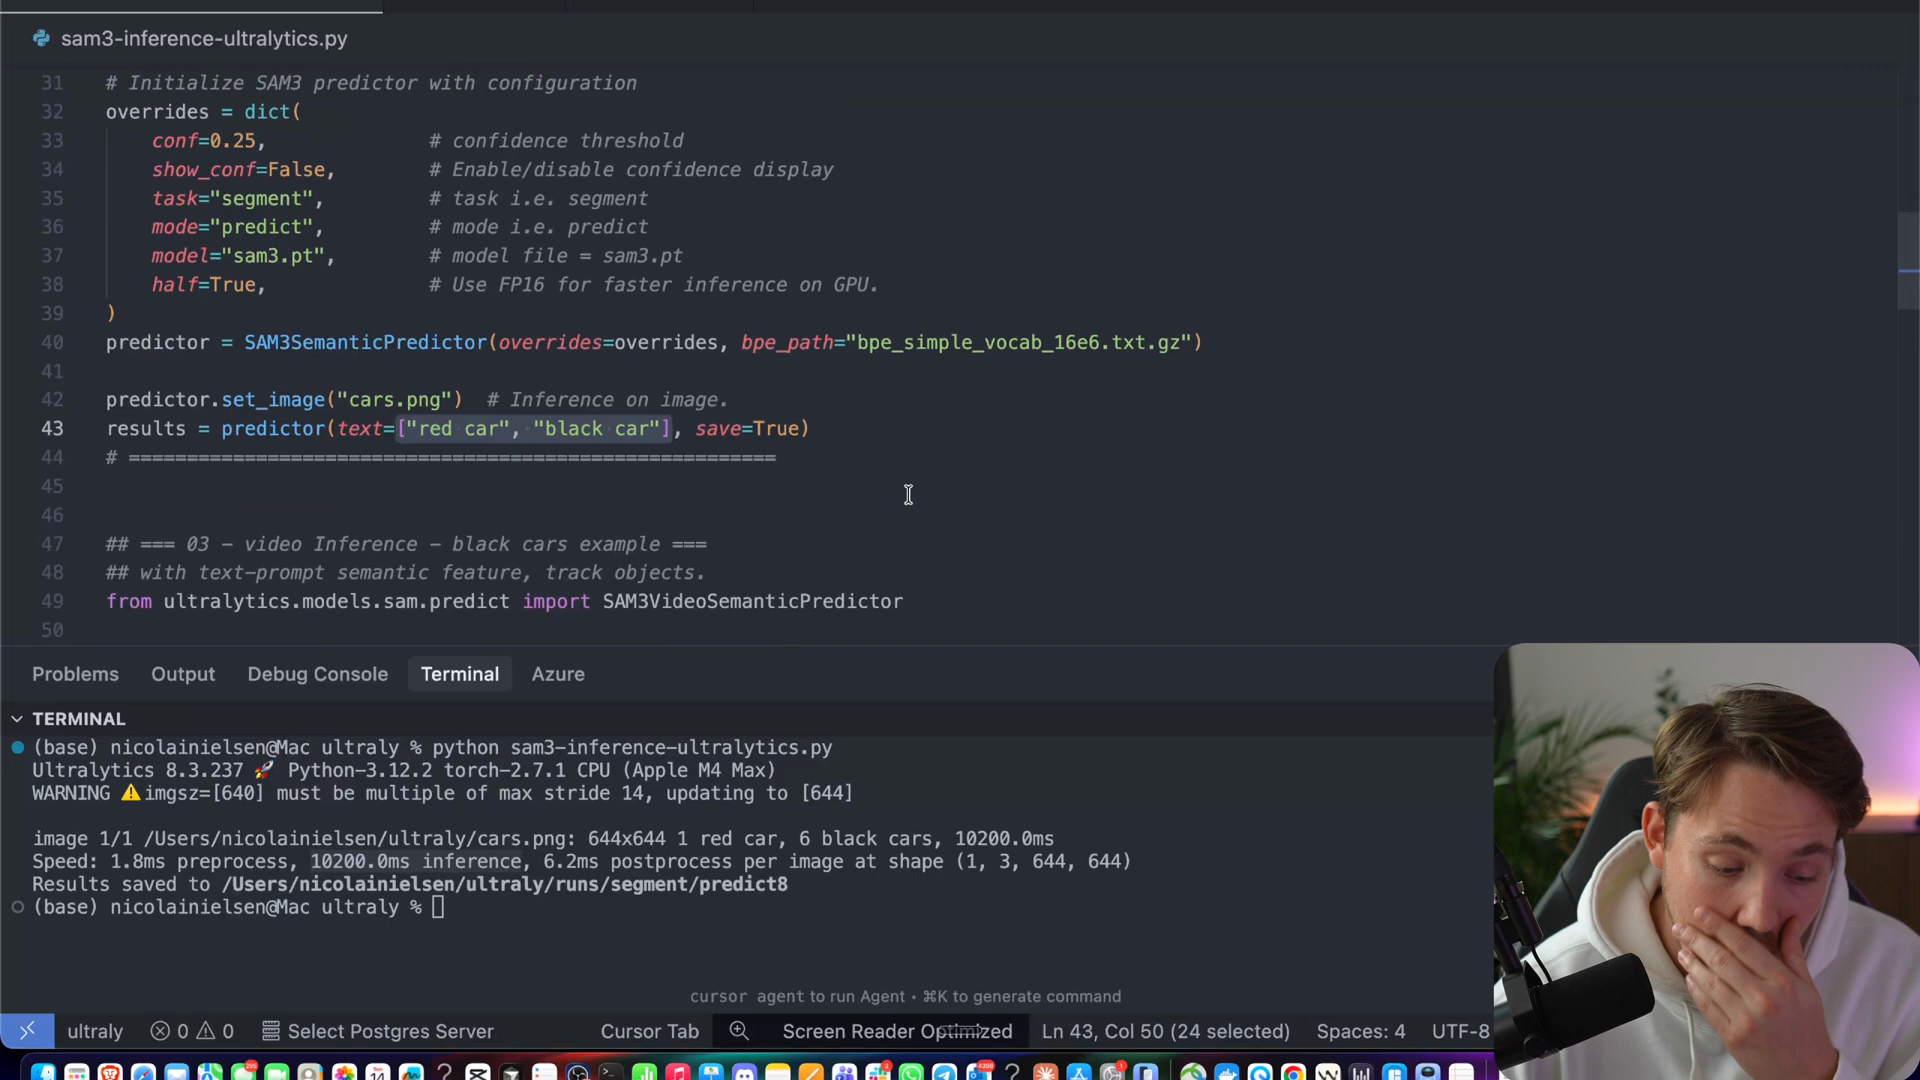 sam3-inference-ultralytics.py
31 # Initialize SAM3 predictor with configuration
32 overrides = dict(
33 conf=0.25, # confidence threshold
34 show_conf=False, # Enable/disable confidence display
35 task="segment", # task i.e. segment
36 mode="predict", # mode i.e. predict
37 model="sam3.pt", # model file = sam3.pt
38 half=True, # Use FP16 for faster inference on GPU.
39 )
40 predictor = SAM3SemanticPredictor(overrides=overrides, bpe_path="bpe_simple_vocab_16e6.txt.gz")
41
42 predictor.set_image("cars.png") # Inference on image.
43 results = predictor(text=["red car", "black car"], save=True)
44 # ========================================================
45
46
47 ## === 03 - video Inference - black cars example ===
48 ## with text-prompt semantic feature, track objects.
49 from ultralytics.models.sam.predict import SAM3VideoSemanticPredictor
50
Problems Output Debug Console Terminal Azure
TERMINAL
(base) nicolainielsen@Mac ultraly % python sam3-inference-ultralytics.py
Ultralytics 8.3.237 🚀 Python-3.12.2 torch-2.7.1 CPU (Apple M4 Max)
WARNING ⚠️ imgsz=[640] must be multiple of max stride 14, updating to [644]
image 1/1 /Users/nicolainielsen/ultraly/cars.png: 644x644 1 red car, 6 black cars, 10200.0ms
Speed: 1.8ms preprocess, 10200.0ms inference, 6.2ms postprocess per image at shape (1, 3, 644, 644)
Results saved to /Users/nicolainielsen/ultraly/runs/segment/predict8
(base) nicolainielsen@Mac ultraly %
cursor agent to run Agent • ⌘K to generate command
ultraly 0 0 Select Postgres Server Cursor Tab Screen Reader Optimized Ln 43, Col 50 (24 selected) Spaces: 4 UTF-8